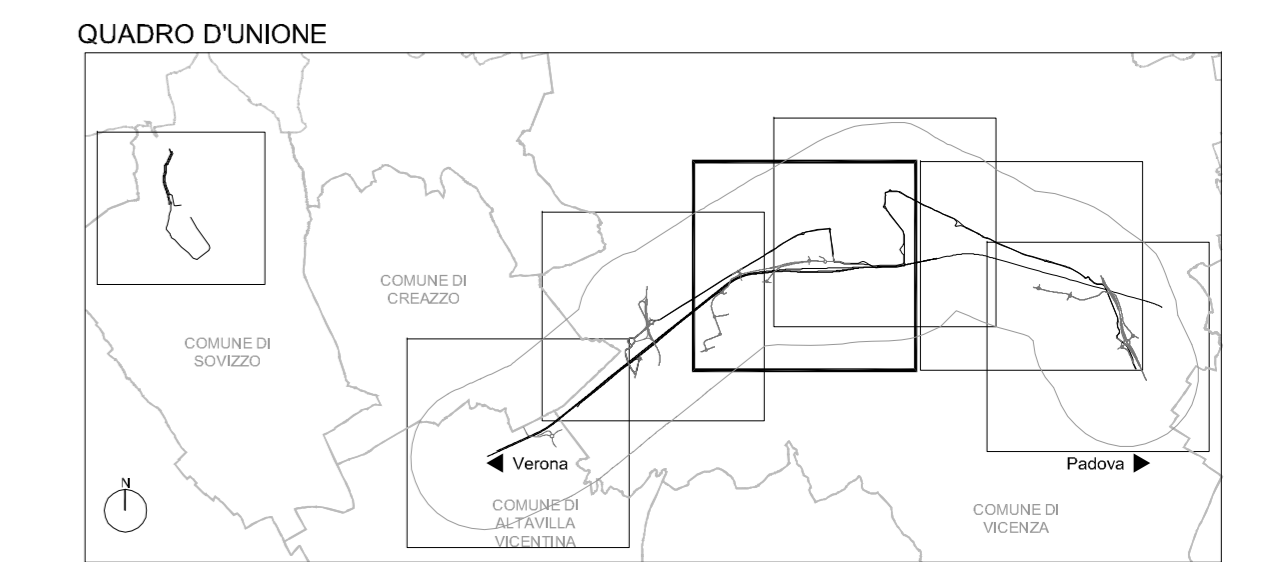 QUADRO D'UNIONE
COMUNE DI
CREAZZO
COMUNE DI
SOVIZZO
Verona
Padova
N
COMUNE DI
ALTAVILLA
VICENTINA
COMUNE DI
VICENZA